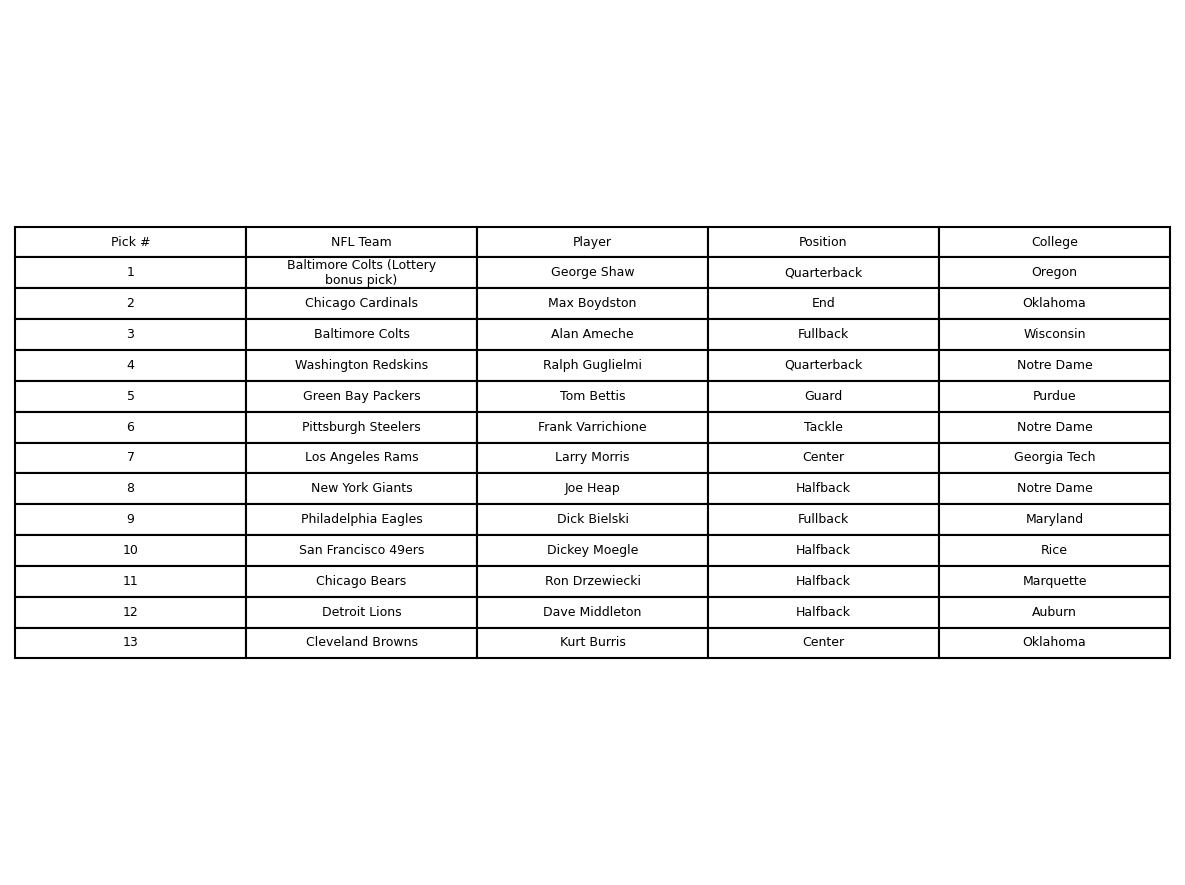 Pick # NFL Team Player Position College
1 Baltimore Colts (Lottery bonus pick) George Shaw Quarterback Oregon
2 Chicago Cardinals Max Boydston End Oklahoma
3 Baltimore Colts Alan Ameche Fullback Wisconsin
4 Washington Redskins Ralph Guglielmi Quarterback Notre Dame
5 Green Bay Packers Tom Bettis Guard Purdue
6 Pittsburgh Steelers Frank Varrichione Tackle Notre Dame
7 Los Angeles Rams Larry Morris Center Georgia Tech
8 New York Giants Joe Heap Halfback Notre Dame
9 Philadelphia Eagles Dick Bielski Fullback Maryland
10 San Francisco 49ers Dickey Moegle Halfback Rice
11 Chicago Bears Ron Drzewiecki Halfback Marquette
12 Detroit Lions Dave Middleton Halfback Auburn
13 Cleveland Browns Kurt Burris Center Oklahoma